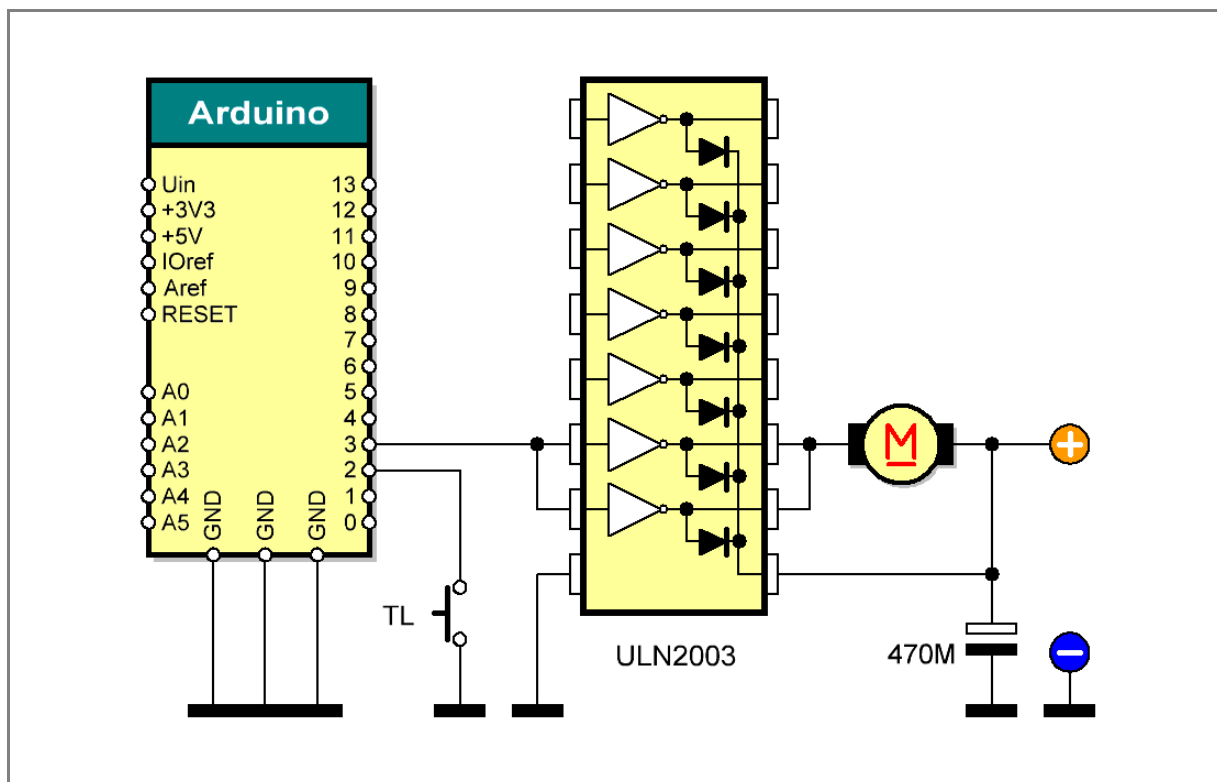 Arduino
Uin
+3V3
+5V
IOref
Aref
RESET
A0
A1
A2
A3
A4
A5
GND
GND
GND
13
12
11
10
9
8
7
6
5
4
3
2
1
0
TL
ULN2003
M
+
470M
−